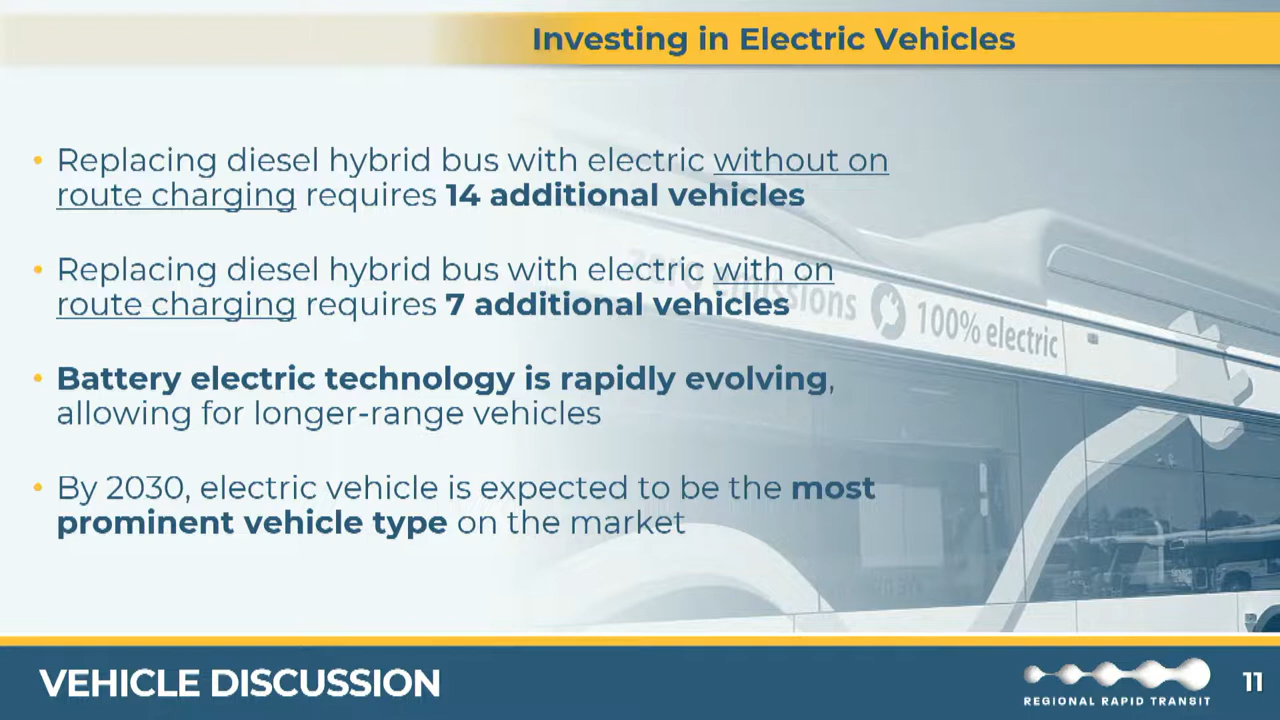 Investing in Electric Vehicles
• Replacing diesel hybrid bus with electric without on
route charging requires 14 additional vehicles
• Replacing diesel hybrid bus with electric with on
route charging requires 7 additional vehicles
zero emissions 100% electric
• Battery electric technology is rapidly evolving,
allowing for longer-range vehicles
• By 2030, electric vehicle is expected to be the most
prominent vehicle type on the market
VEHICLE DISCUSSION
REGIONAL RAPID TRANSIT
11